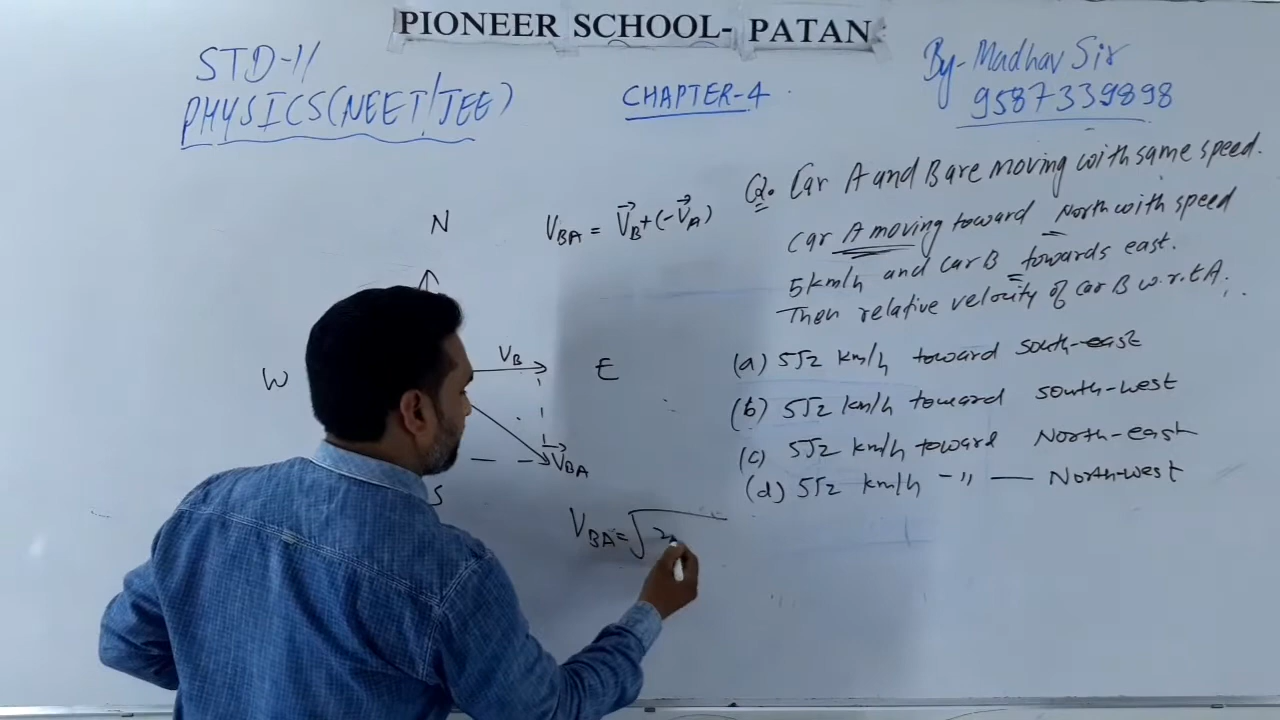 PIONEER SCHOOL- PATAN
STD-11
PHYSICS(NEET/JEE)
CHAPTER-4
By- Madhav Sir
9587339898
N
W
E
S
V_B
V_BA
V_BA = V_B+(-V_A)
V_BA = √
Q. Car A and B are moving with same speed.
Car A moving toward North with speed
5km/h and car B towards east.
Then relative velocity of car B w.r.t A.
(a) 5√2 km/h toward south-east
(b) 5√2 km/h toward south-west
(c) 5√2 km/h toward North-east
(d) 5√2 km/h -〃— North-west